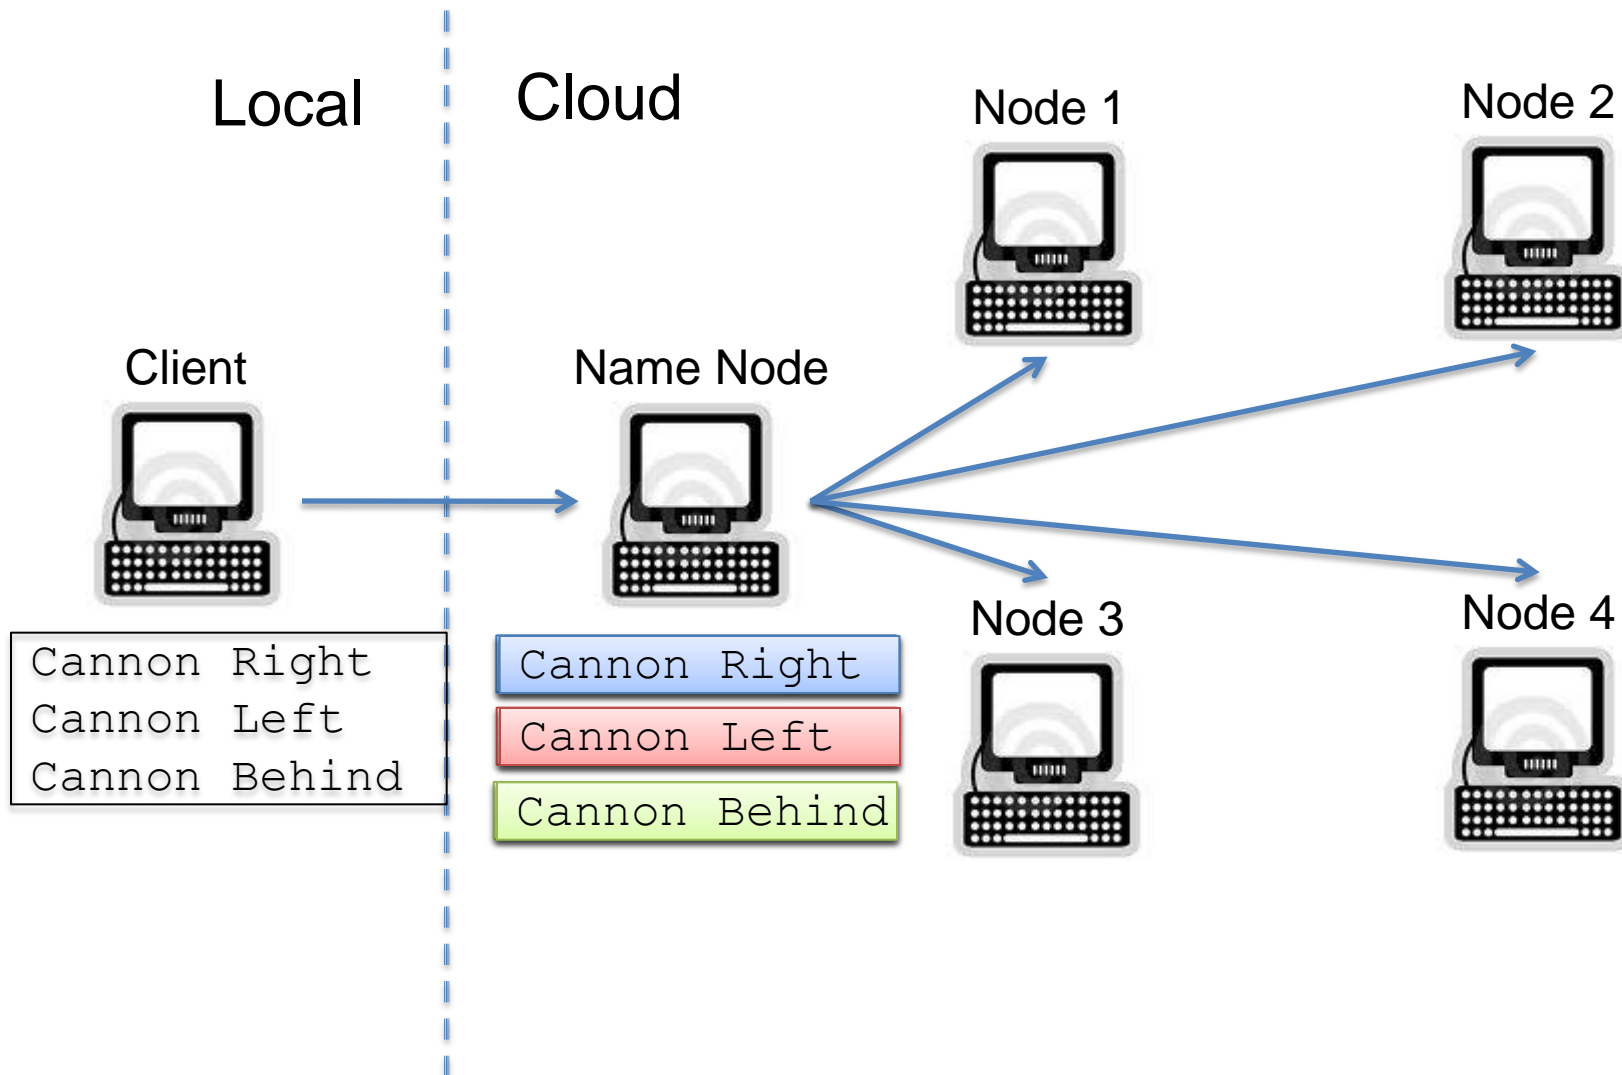 Local
Cloud
Node 1
Node 2
Client
Name Node
Cannon Right
Cannon Left
Cannon Behind
Cannon Right
Cannon Left
Cannon Behind
Node 3
Node 4